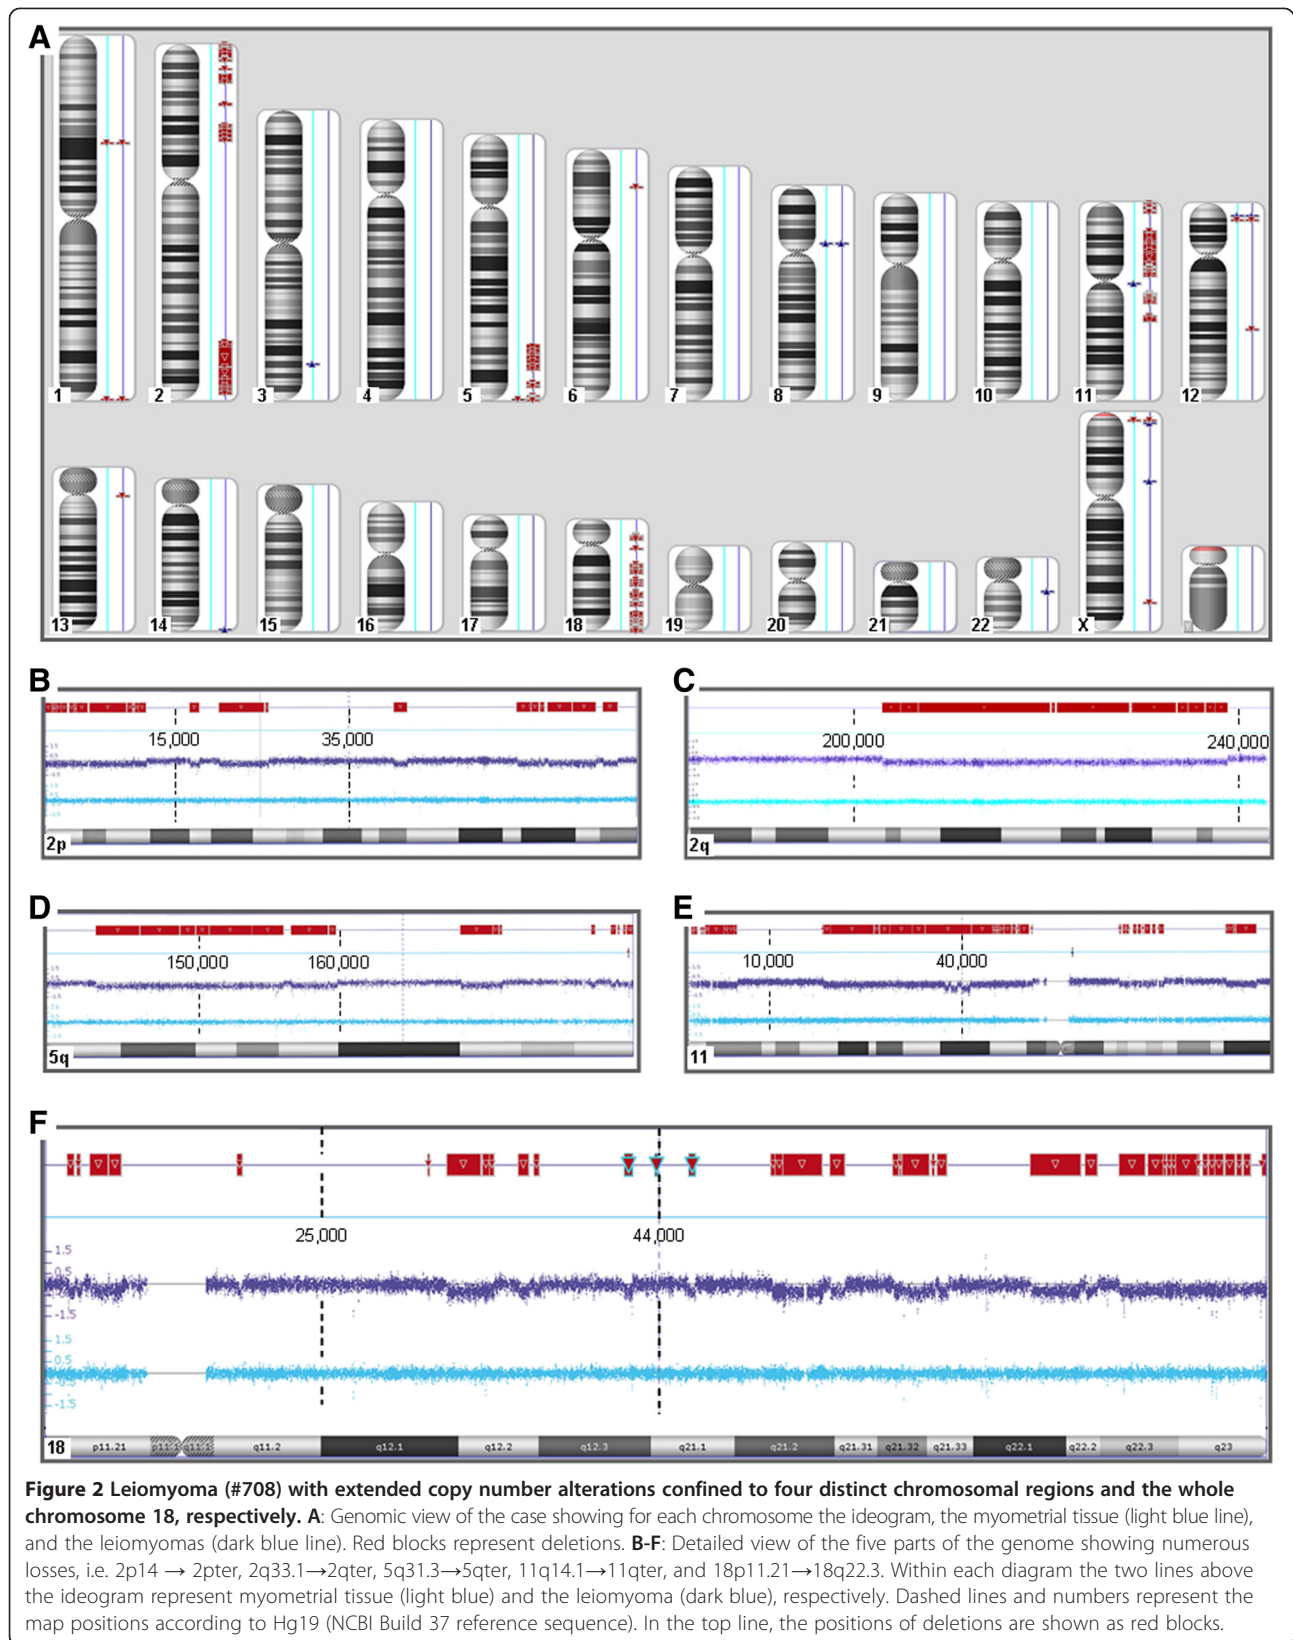 A
1 2 3 4 5 6 7 8 9 10 11 12
13 14 15 16 17 18 19 20 21 22 X
B
15,000 35,000
2p
C
200,000 240,000
2q
D
150,000 160,000
5q
E
10,000 40,000
11
F
25,000 44,000
1.5
0.5
-1.5
1.5
0.5
-0.5
-1.5
18 p11.21 p11.1 q11.1 q11.2 q12.1 q12.2 q12.3 q21.1 q21.2 q21.31 q21.32 q21.33 q22.1 q22.2 q22.3 q23
Figure 2 Leiomyoma (#708) with extended copy number alterations confined to four distinct chromosomal regions and the whole
chromosome 18, respectively. A: Genomic view of the case showing for each chromosome the ideogram, the myometrial tissue (light blue line),
and the leiomyomas (dark blue line). Red blocks represent deletions. B-F: Detailed view of the five parts of the genome showing numerous
losses, i.e. 2p14 → 2pter, 2q33.1→2qter, 5q31.3→5qter, 11q14.1→11qter, and 18p11.21→18q22.3. Within each diagram the two lines above
the ideogram represent myometrial tissue (light blue) and the leiomyoma (dark blue), respectively. Dashed lines and numbers represent the
map positions according to Hg19 (NCBI Build 37 reference sequence). In the top line, the positions of deletions are shown as red blocks.